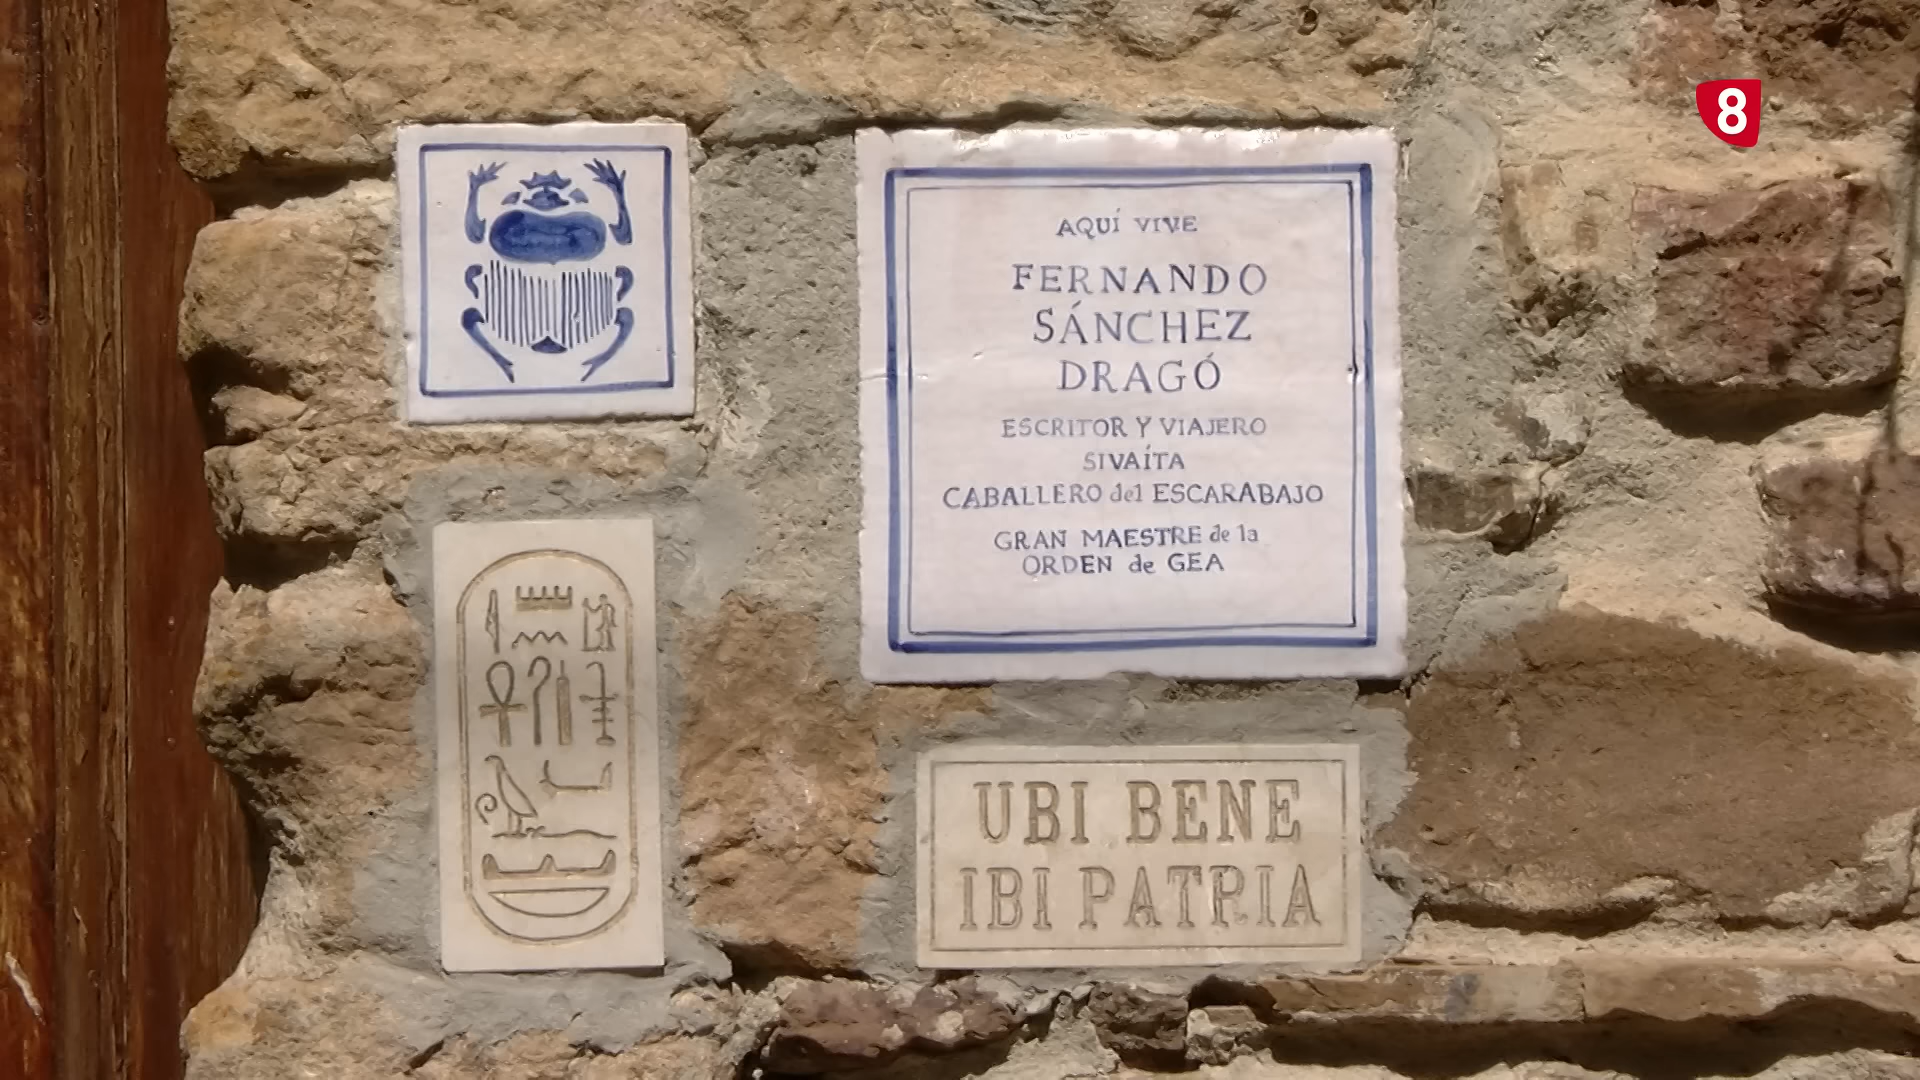 8
AQUÍ VIVE
FERNANDO
SÁNCHEZ
DRAGÓ
ESCRITOR Y VIAJERO
SIVAÍTA
CABALLERO del ESCARABAJO
GRAN MAESTRE de la
ORDEN de GEA
UBI BENE
IBI PATRIA